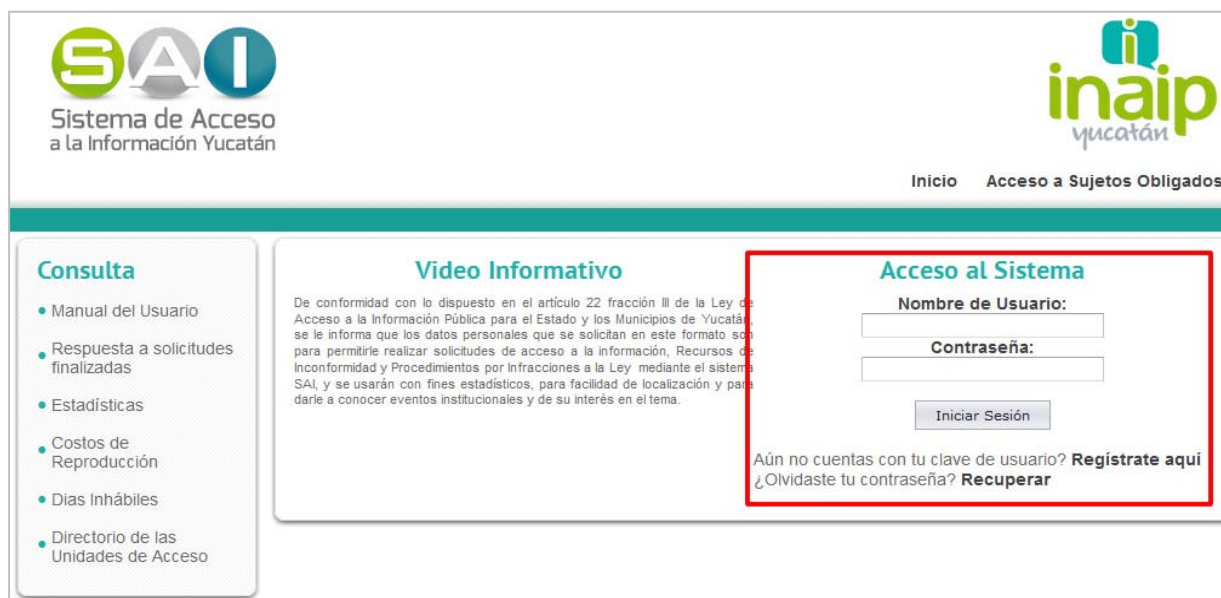 SAI
Sistema de Acceso
a la Información Yucatán
inaip
yucatán
Inicio Acceso a Sujetos Obligados
Consulta
Manual del Usuario
Respuesta a solicitudes
finalizadas
Estadísticas
Costos de
Reproducción
Dias Inhábiles
Directorio de las
Unidades de Acceso
Video Informativo
De conformidad con lo dispuesto en el artículo 22 fracción III de la Ley de
Acceso a la Información Pública para el Estado y los Municipios de Yucatán,
se le informa que los datos personales que se solicitan en este formato son
para permitirle realizar solicitudes de acceso a la información, Recursos de
Inconformidad y Procedimientos por Infracciones a la Ley mediante el sistema
SAI, y se usarán con fines estadísticos, para facilidad de localización y para
darle a conocer eventos institucionales y de su interés en el tema.
Acceso al Sistema
Nombre de Usuario:
Contraseña:
Iniciar Sesión
Aún no cuentas con tu clave de usuario? Regístrate aquí
¿Olvidaste tu contraseña? Recuperar